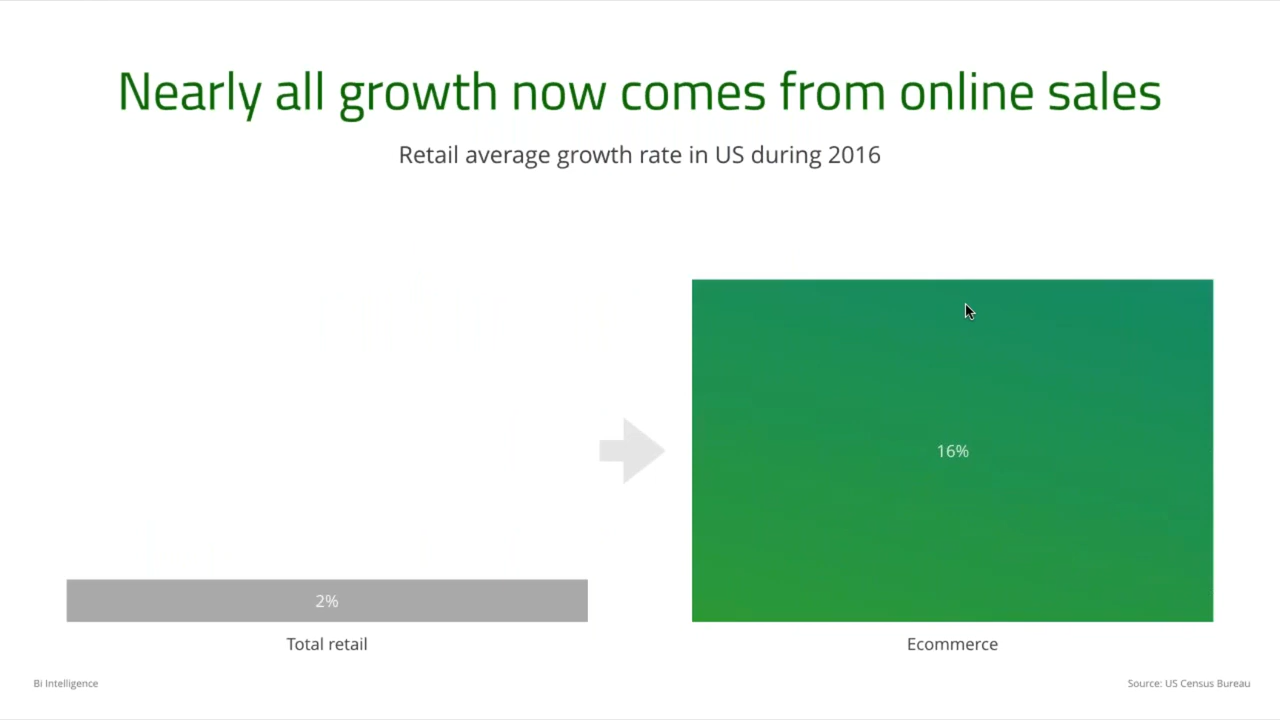 Nearly all growth now comes from online sales
Retail average growth rate in US during 2016
16%
2%
Total retail
Ecommerce
Bi Intelligence
Source: US Census Bureau